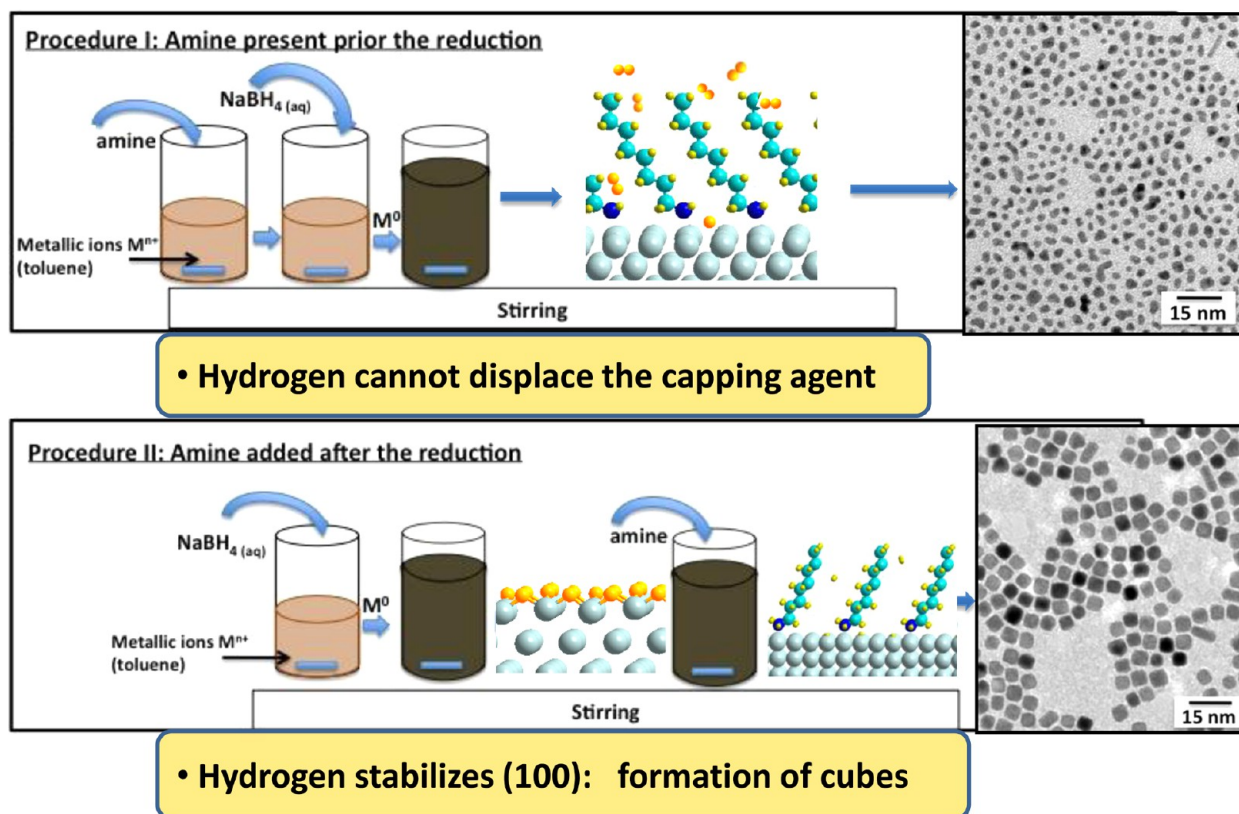 Procedure I: Amine present prior the reduction
NaBH4 (aq)
amine
M0
Metallic ions Mn+
(toluene)
Stirring
15 nm
• Hydrogen cannot displace the capping agent
Procedure II: Amine added after the reduction
NaBH4 (aq)
amine
M0
Metallic ions Mn+
(toluene)
Stirring
15 nm
• Hydrogen stabilizes (100): formation of cubes